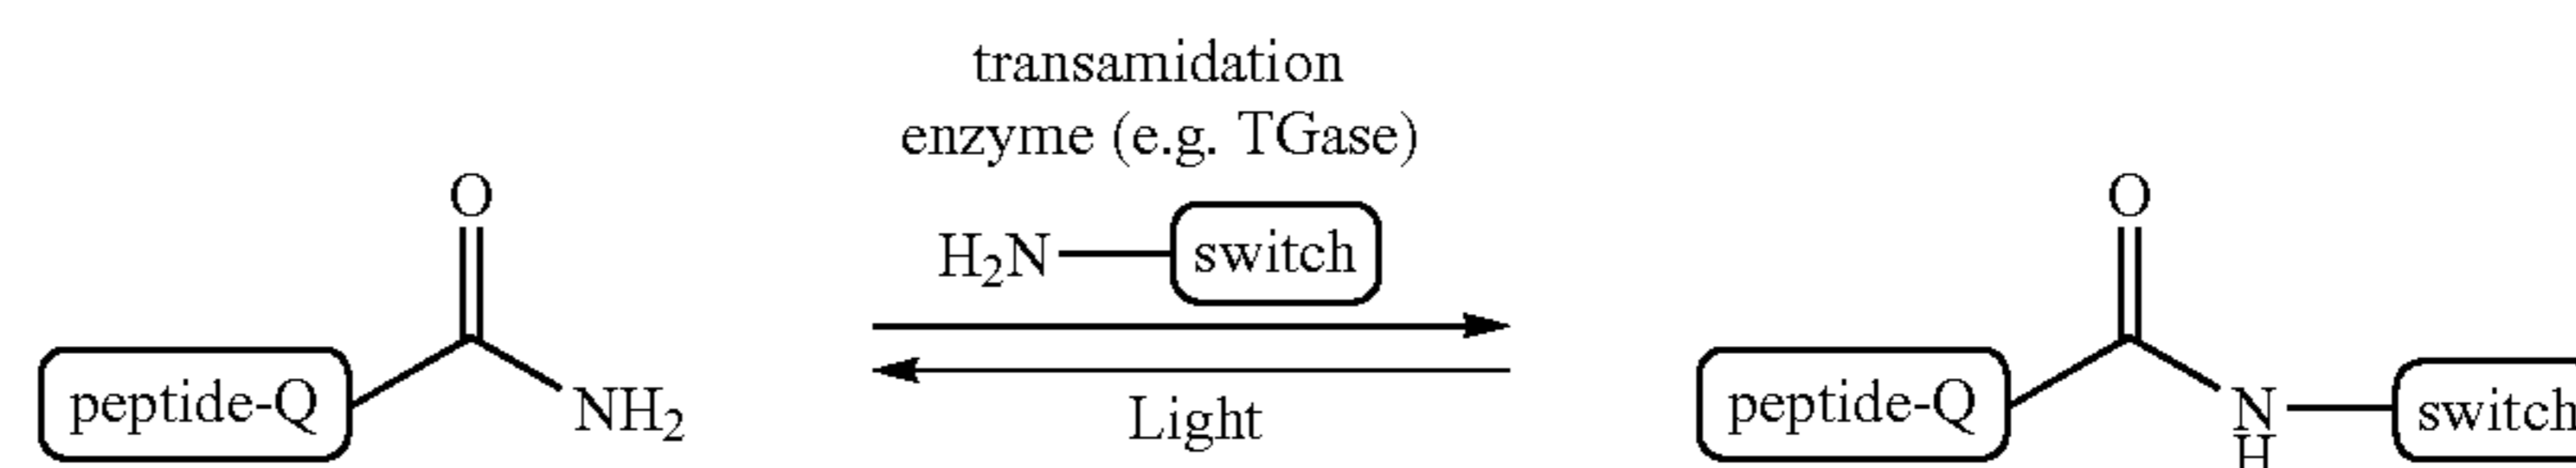 transamidation
enzyme (e.g. TGase)
O
O
H₂N
switch
peptide-Q
NH₂
Light
peptide-Q
N
H
switch